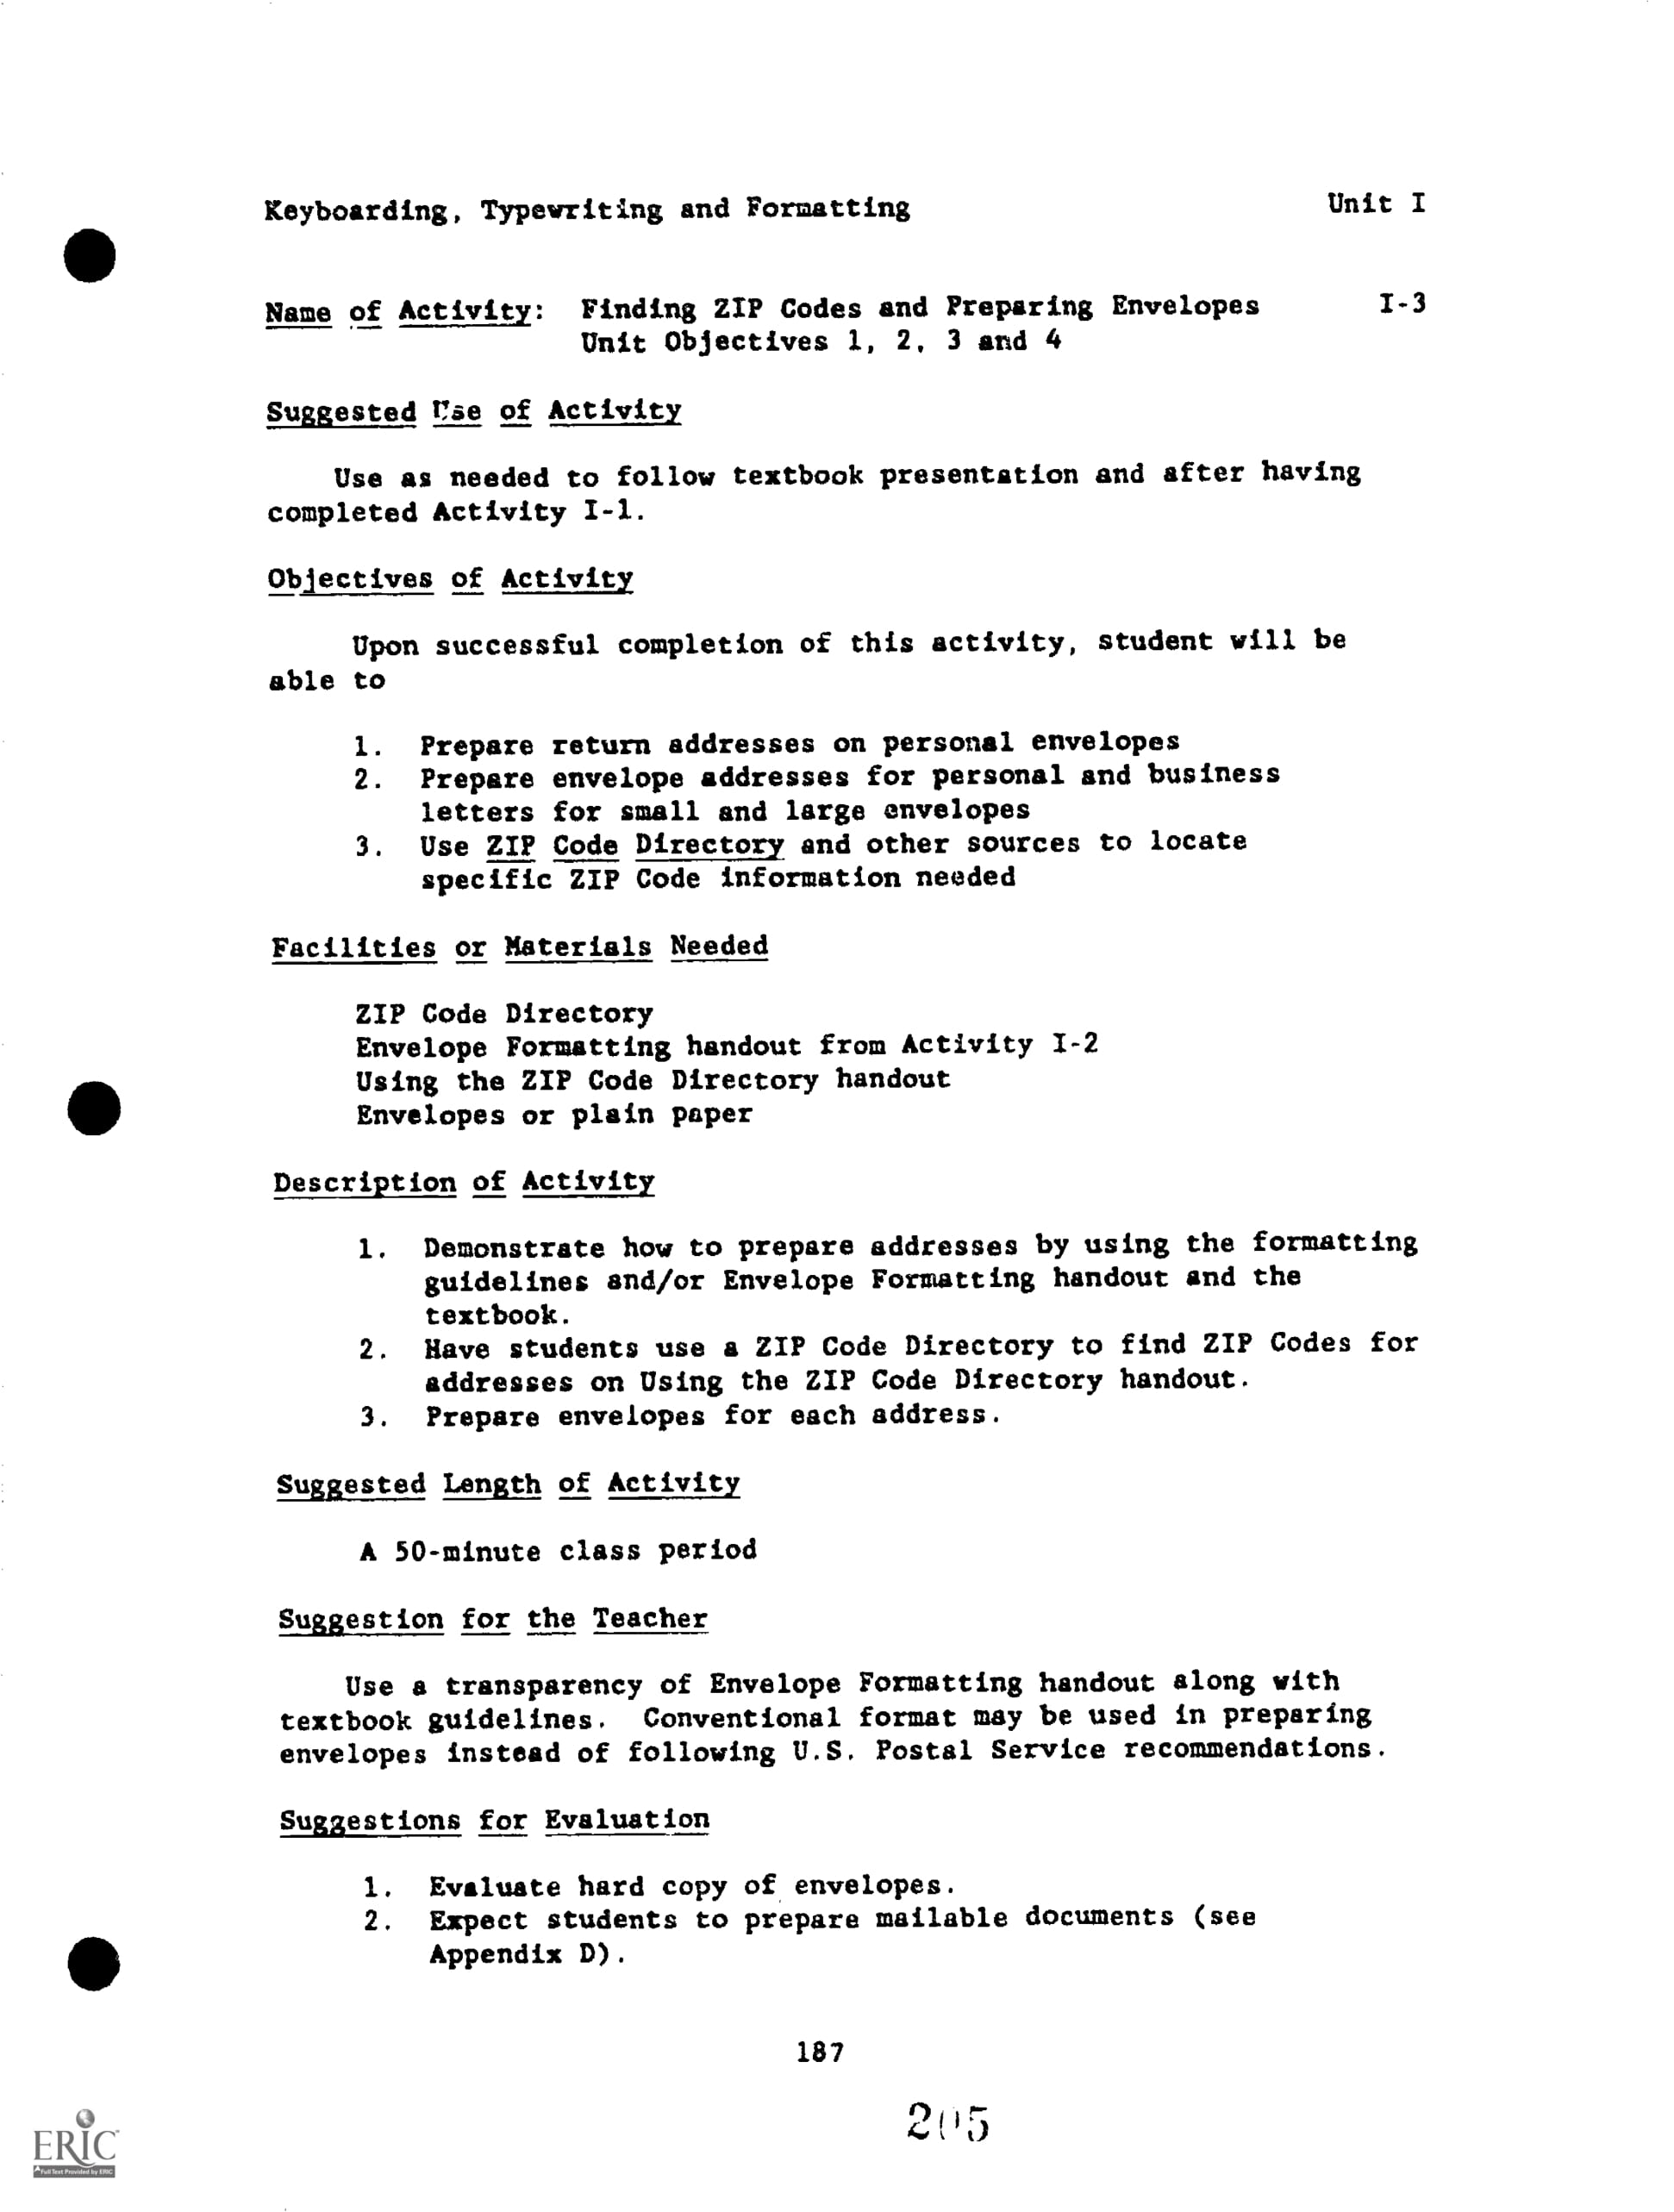 Keyboarding, Typewriting and Formatting Unit I
Name of Activity: Finding ZIP Codes and Preparing Envelopes I-3
Unit Objectives 1, 2, 3 and 4
Suggested Use of Activity
Use as needed to follow textbook presentation and after having
completed Activity I-1.
Objectives of Activity
Upon successful completion of this activity, student will be
able to
1. Prepare return addresses on personal envelopes
2. Prepare envelope addresses for personal and business
letters for small and large envelopes
3. Use ZIP Code Directory and other sources to locate
specific ZIP Code information needed
Facilities or Materials Needed
ZIP Code Directory
Envelope Formatting handout from Activity I-2
Using the ZIP Code Directory handout
Envelopes or plain paper
Description of Activity
1. Demonstrate how to prepare addresses by using the formatting
guidelines and/or Envelope Formatting handout and the
textbook.
2. Have students use a ZIP Code Directory to find ZIP Codes for
addresses on Using the ZIP Code Directory handout.
3. Prepare envelopes for each address.
Suggested Length of Activity
A 50-minute class period
Suggestion for the Teacher
Use a transparency of Envelope Formatting handout along with
textbook guidelines. Conventional format may be used in preparing
envelopes instead of following U.S. Postal Service recommendations.
Suggestions for Evaluation
1. Evaluate hard copy of envelopes.
2. Expect students to prepare mailable documents (see
Appendix D).
187
205
ERIC
Full Text Provided by ERIC